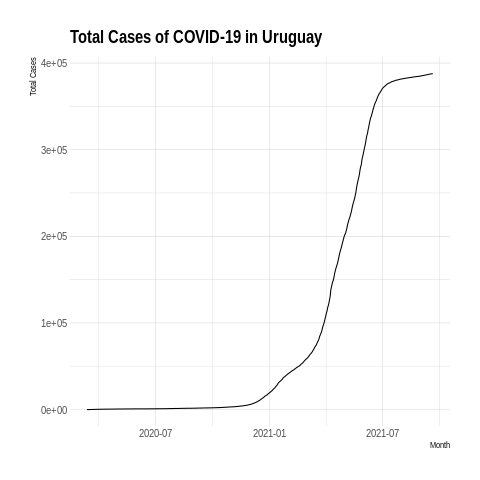 Total Cases of COVID-19 in Uruguay
Total Cases
4e+05
3e+05
2e+05
1e+05
0e+00
2020-07 2021-01 2021-07
Month